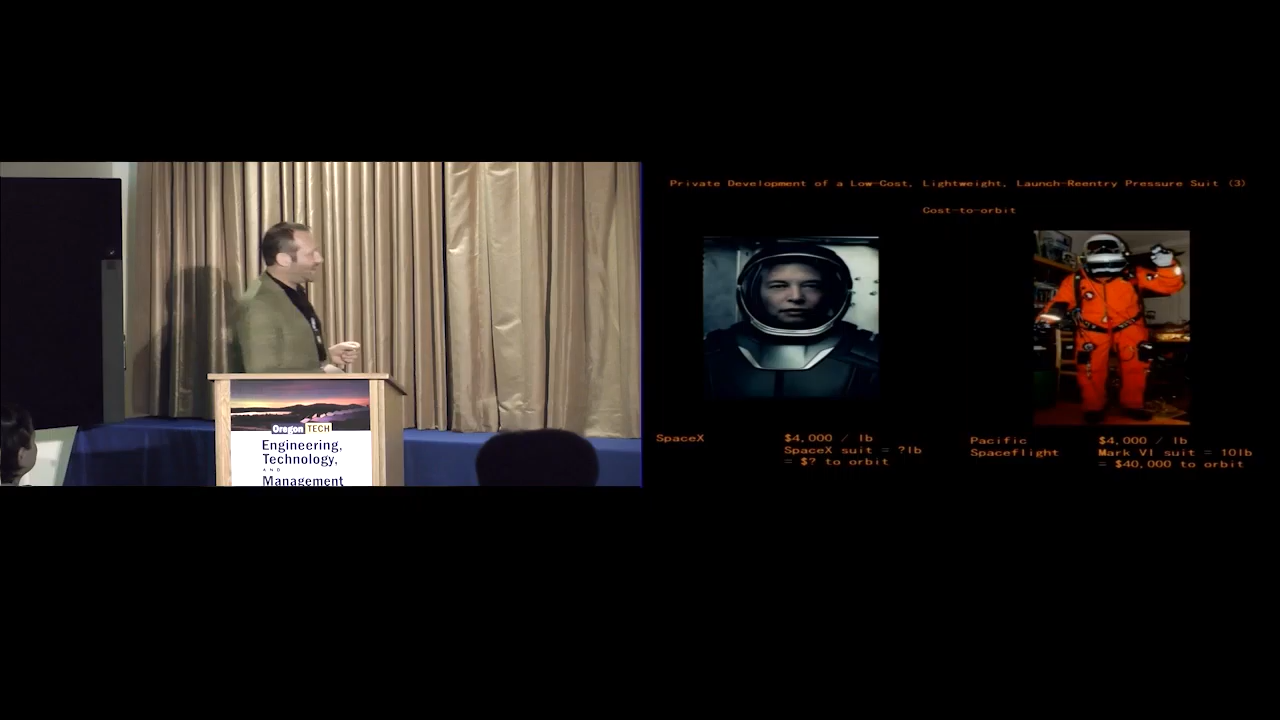 Oregon TECH
Engineering,
Technology,
AND
Management
Private Development of a Low-Cost, Lightweight, Launch-Reentry Pressure Suit (3)
Cost-to-orbit
SpaceX
$4,000 / lb
SpaceX suit = ?lb
= $? to orbit
Pacific
Spaceflight
$4,000 / lb
Mark VI suit = 10lb
= $40,000 to orbit